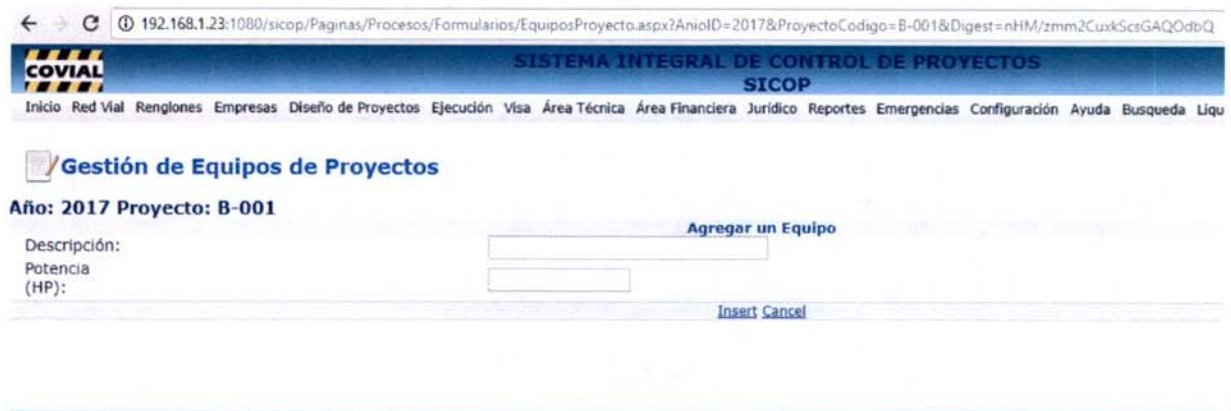 192.168.1.23:1080/sicop/Paginas/Procesos/Formularios/EquiposProyecto.aspx?AnioID=2017&ProyectoCodigo=B-001&Digest=nHM/zmm2CuxkScsGAQOdbQ
COVIAL
SISTEMA INTEGRAL DE CONTROL DE PROYECTOS
SICOP
Inicio Red Vial Renglones Empresas Diseño de Proyectos Ejecución Visa Área Técnica Área Financiera Jurídico Reportes Emergencias Configuración Ayuda Busqueda Liqu
Gestión de Equipos de Proyectos
Año: 2017 Proyecto: B-001
Agregar un Equipo
Descripción:
Potencia
(HP):
Insert Cancel